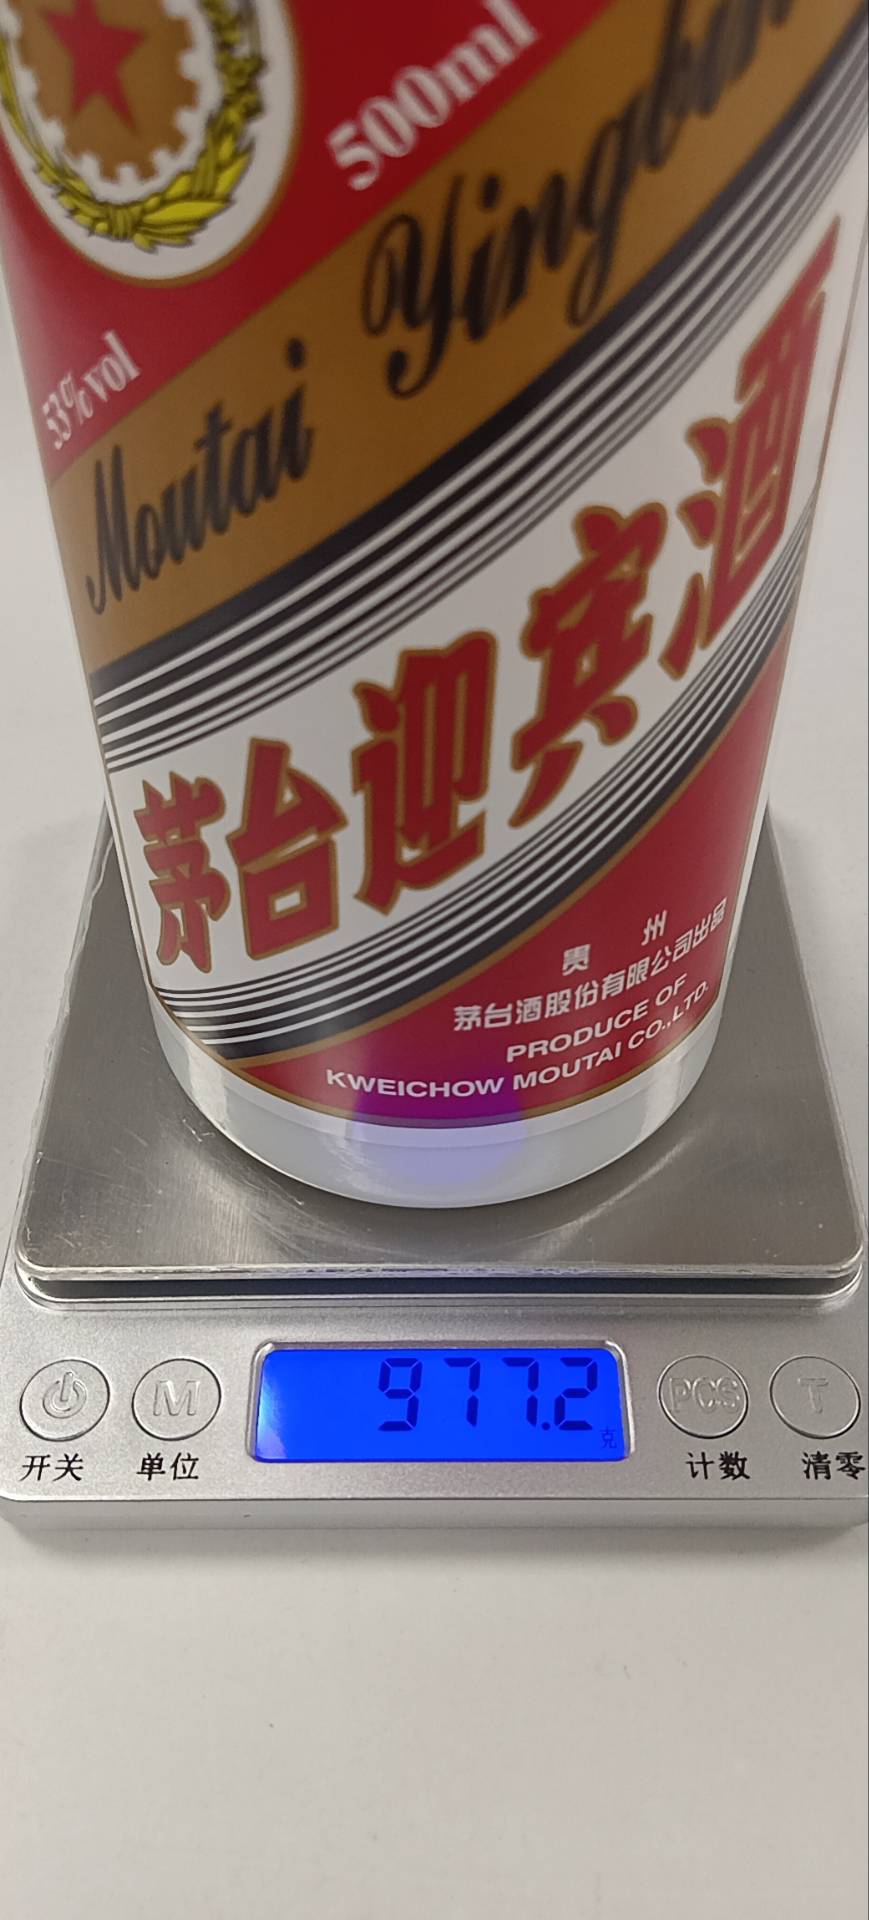 500ml
53%vol
Moutai Yingbin
茅台迎宾酒
贵州
茅台酒股份有限公司出品
PRODUCE OF
KWEICHOW MOUTAI CO.,LTD.
977.2
克
M
PCS
T
开关
单位
计数
清零